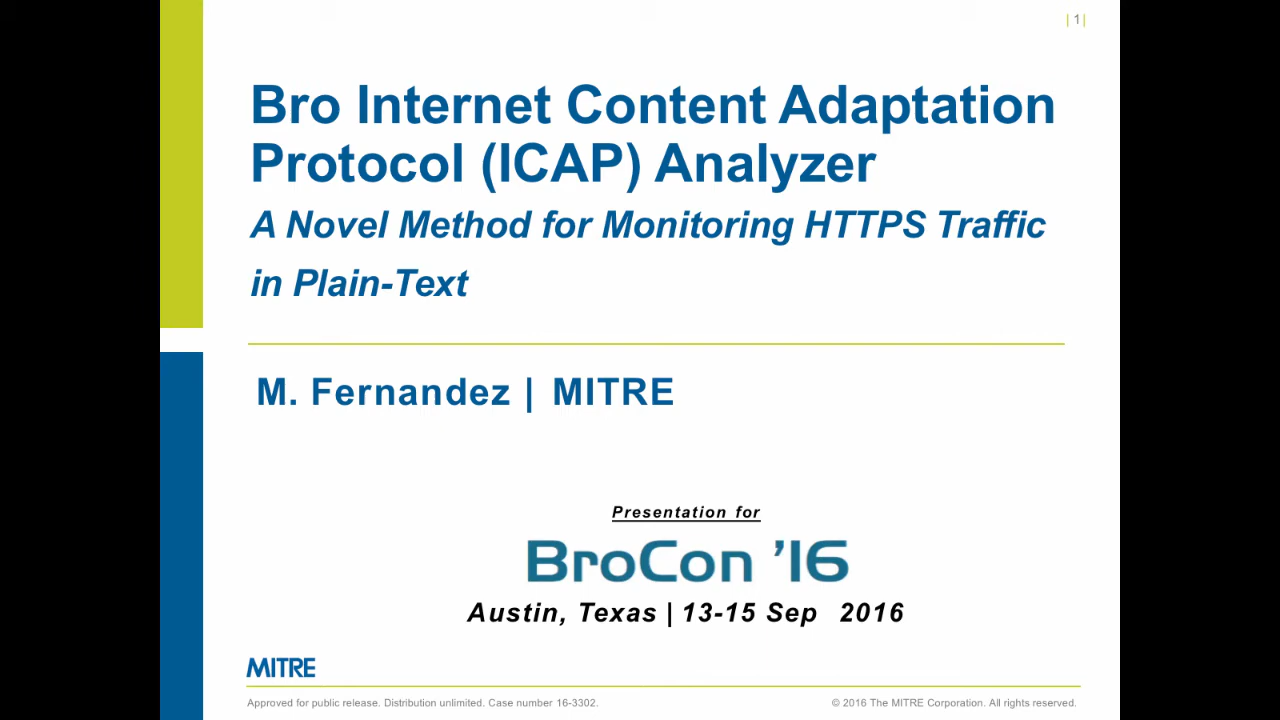 | 1 |
Bro Internet Content Adaptation
Protocol (ICAP) Analyzer
A Novel Method for Monitoring HTTPS Traffic
in Plain-Text
M. Fernandez | MITRE
Presentation for
BroCon ’16
Austin, Texas | 13-15 Sep 2016
MITRE
Approved for public release. Distribution unlimited. Case number 16-3302.
© 2016 The MITRE Corporation. All rights reserved.